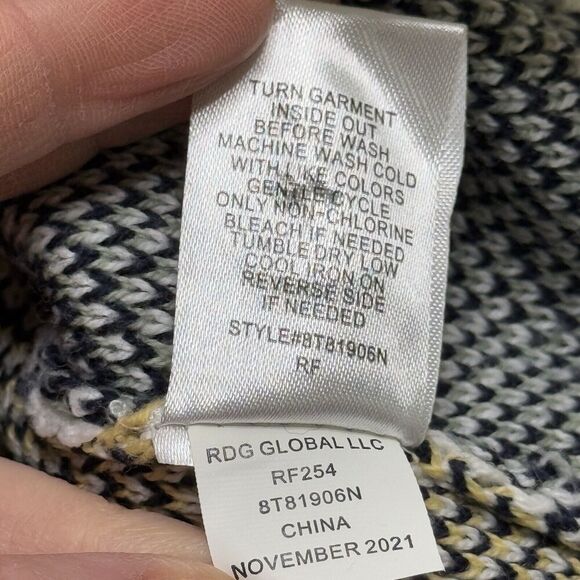 TURN GARMENT
INSIDE OUT
BEFORE WASH
MACHINE WASH COLD
WITH LIKE COLORS
GENTLE CYCLE
ONLY NON-CHLORINE
BLEACH IF NEEDED
TUMBLE DRY LOW
COOL IRON ON
REVERSE SIDE
IF NEEDED
STYLE#8T81906N
RF
RDG GLOBAL LLC
RF254
8T81906N
CHINA
NOVEMBER 2021